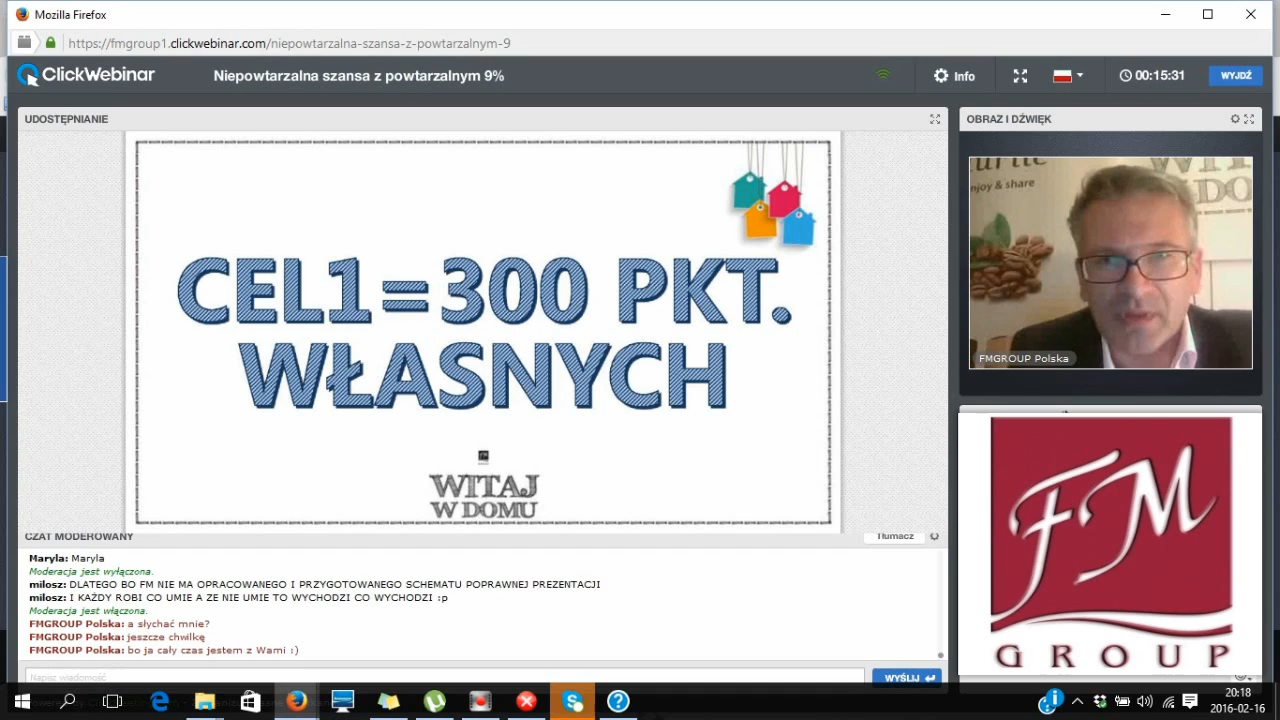 Mozilla Firefox
https://fmgroup1.clickwebinar.com/niepowtarzalna-szansa-z-powtarzalnym-9
ClickWebinar
Niepowtarzalna szansa z powtarzalnym 9%
Info
00:15:31
WYJDŹ
UDOSTĘPNIANIE
OBRAZ I DŹWIĘK
CEL1=300 PKT.
WŁASNYCH
WITAJ
W DOMU
enjoy & share
WITAJ
DO
FMGROUP Polska
FM
GROUP
CZAT MODEROWANY
Tłumacz
Maryla: Maryla
Moderacja jest wyłączona.
milosz: DLATEGO BO FM NIE MA OPRACOWANEGO I PRZYGOTOWANEGO SCHEMATU POPRAWNEJ PREZENTACJI
milosz: I KAŻDY ROBI CO UMIE A ZE NIE UMIE TO WYCHODZI CO WYCHODZI :p
Moderacja jest włączona.
FMGROUP Polska: a słychać mnie?
FMGROUP Polska: jeszcze chwilkę
FMGROUP Polska: bo ja cały czas jestem z Wami :)
Napisz wiadomość
WYŚLIJ
20:18
2016-02-16